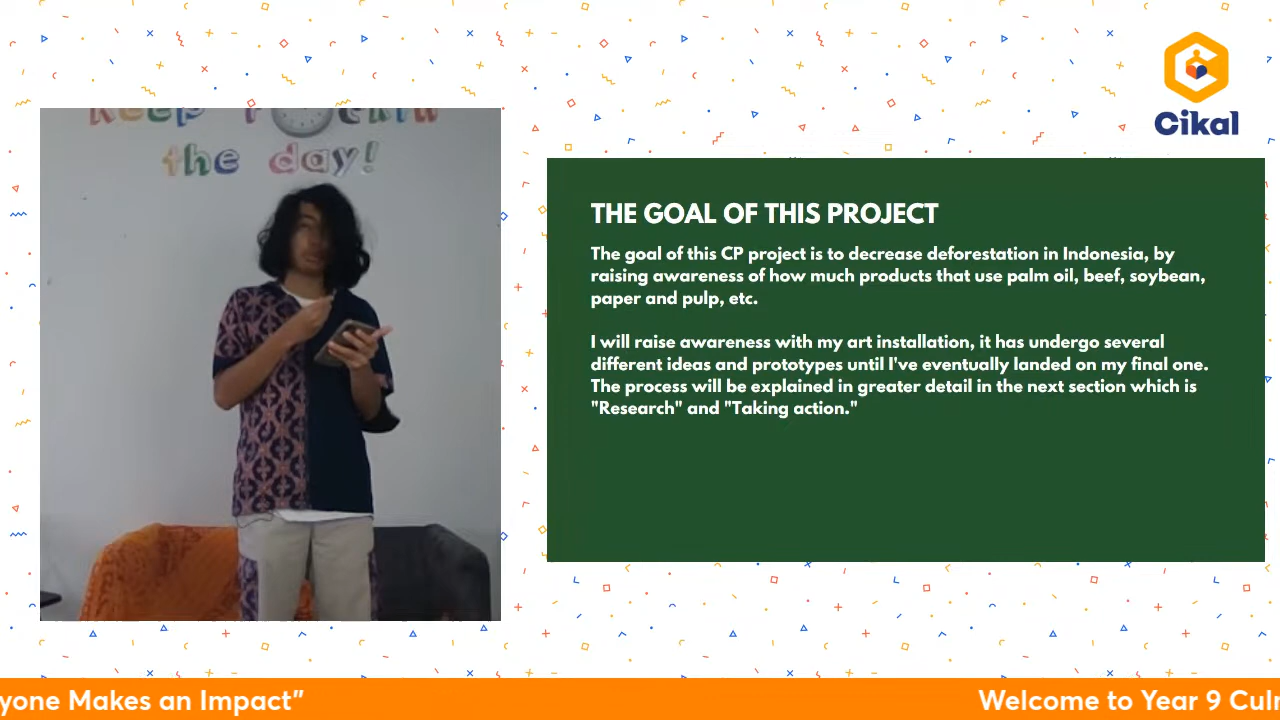 Keep r ckin
the day!
Cikal
THE GOAL OF THIS PROJECT
The goal of this CP project is to decrease deforestation in Indonesia, by
raising awareness of how much products that use palm oil, beef, soybean,
paper and pulp, etc.
I will raise awareness with my art installation, it has undergo several
different ideas and prototypes until I've eventually landed on my final one.
The process will be explained in greater detail in the next section which is
"Research" and "Taking action."
yone Makes an Impact"
Welcome to Year 9 Culm